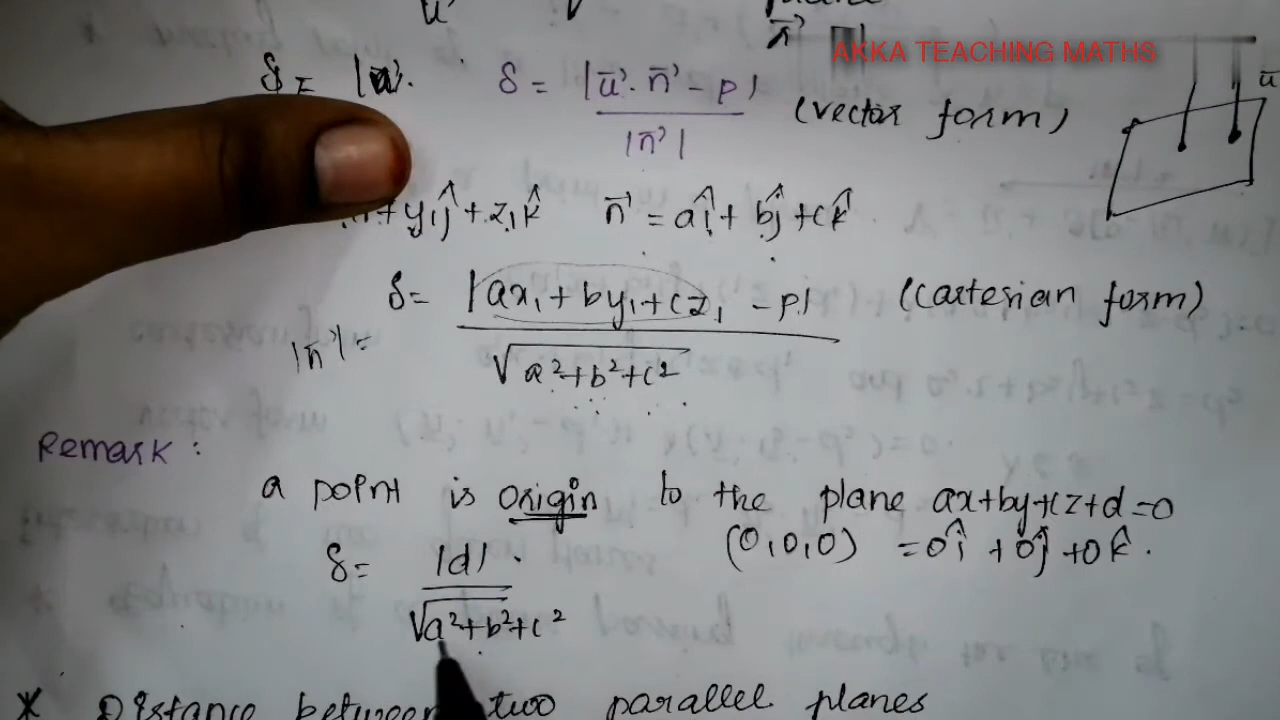 AKKA TEACHING MATHS
δ = |u⃗ · n⃗ - p| / |n⃗| (vector form)
+ y₁ĵ + z₁k̂ n⃗ = aî + bĵ + ck̂
δ = |ax₁ + by₁ + cz₁ - p| / √a²+b²+c² (cartesian form)
|n⃗| =
Remark :
a point is origin to the plane ax+by+cz+d=0
(0,0,0) = 0î + 0ĵ + 0k̂.
δ = |d| / √a²+b²+c²
* Distance between two parallel planes